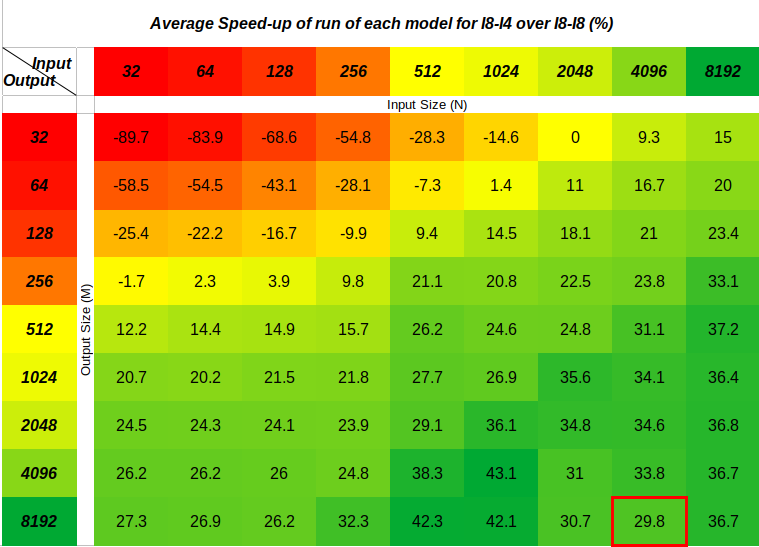 Average Speed-up of run of each model for I8-I4 over I8-I8 (%)
Input 32 64 128 256 512 1024 2048 4096 8192
Output
Input Size (N)
Output Size (M)
32 -89.7 -83.9 -68.6 -54.8 -28.3 -14.6 0 9.3 15
64 -58.5 -54.5 -43.1 -28.1 -7.3 1.4 11 16.7 20
128 -25.4 -22.2 -16.7 -9.9 9.4 14.5 18.1 21 23.4
256 -1.7 2.3 3.9 9.8 21.1 20.8 22.5 23.8 33.1
512 12.2 14.4 14.9 15.7 26.2 24.6 24.8 31.1 37.2
1024 20.7 20.2 21.5 21.8 27.7 26.9 35.6 34.1 36.4
2048 24.5 24.3 24.1 23.9 29.1 36.1 34.8 34.6 36.8
4096 26.2 26.2 26 24.8 38.3 43.1 31 33.8 36.7
8192 27.3 26.9 26.2 32.3 42.3 42.1 30.7 29.8 36.7